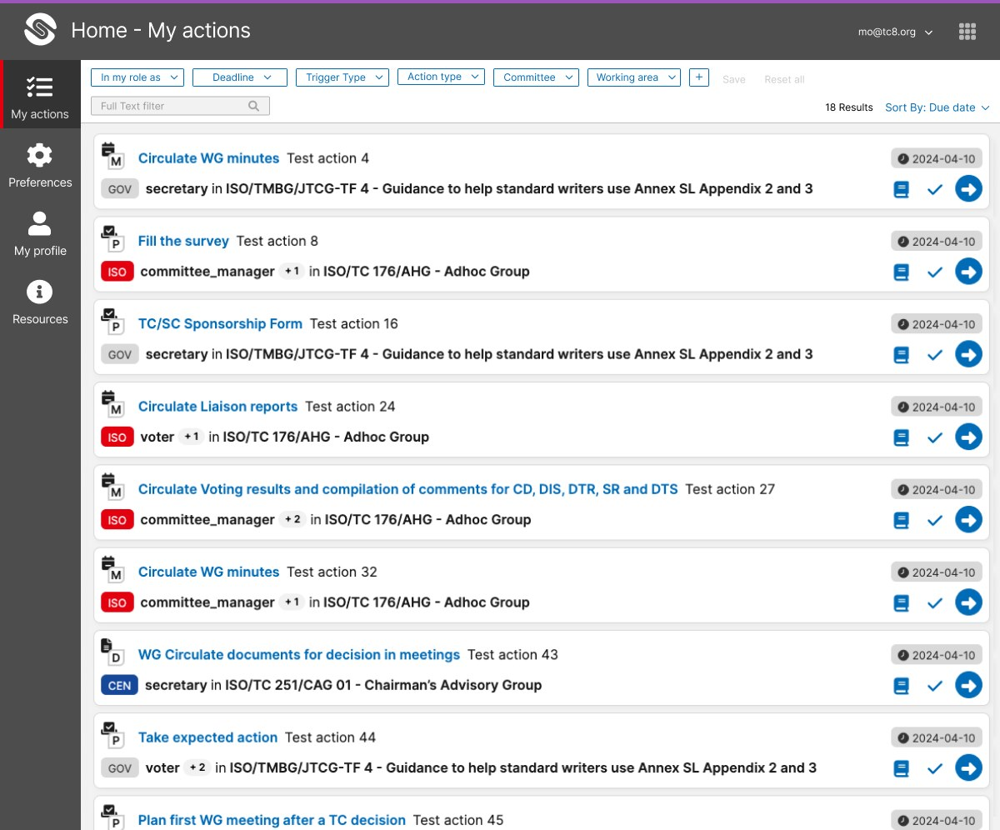 Home - My actions
mo@tc8.org
My actions
Preferences
My profile
Resources
In my role as
Deadline
Trigger Type
Action type
Committee
Working area
+
Save
Reset all
Full Text filter
18 Results
Sort By: Due date
M
Circulate WG minutes Test action 4
2024-04-10
GOV secretary in ISO/TMBG/JTCG-TF 4 - Guidance to help standard writers use Annex SL Appendix 2 and 3
P
Fill the survey Test action 8
2024-04-10
ISO committee_manager +1 in ISO/TC 176/AHG - Adhoc Group
P
TC/SC Sponsorship Form Test action 16
2024-04-10
GOV secretary in ISO/TMBG/JTCG-TF 4 - Guidance to help standard writers use Annex SL Appendix 2 and 3
M
Circulate Liaison reports Test action 24
2024-04-10
ISO voter +1 in ISO/TC 176/AHG - Adhoc Group
M
Circulate Voting results and compilation of comments for CD, DIS, DTR, SR and DTS Test action 27
2024-04-10
ISO committee_manager +2 in ISO/TC 176/AHG - Adhoc Group
M
Circulate WG minutes Test action 32
2024-04-10
ISO committee_manager +1 in ISO/TC 176/AHG - Adhoc Group
D
WG Circulate documents for decision in meetings Test action 43
2024-04-10
CEN secretary in ISO/TC 251/CAG 01 - Chairman’s Advisory Group
P
Take expected action Test action 44
2024-04-10
GOV voter +2 in ISO/TMBG/JTCG-TF 4 - Guidance to help standard writers use Annex SL Appendix 2 and 3
P
Plan first WG meeting after a TC decision Test action 45
2024-04-10